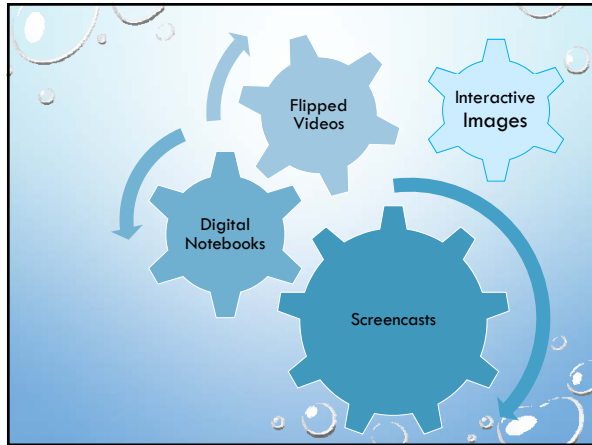 Flipped
Videos
Interactive
Images
Digital
Notebooks
Screencasts